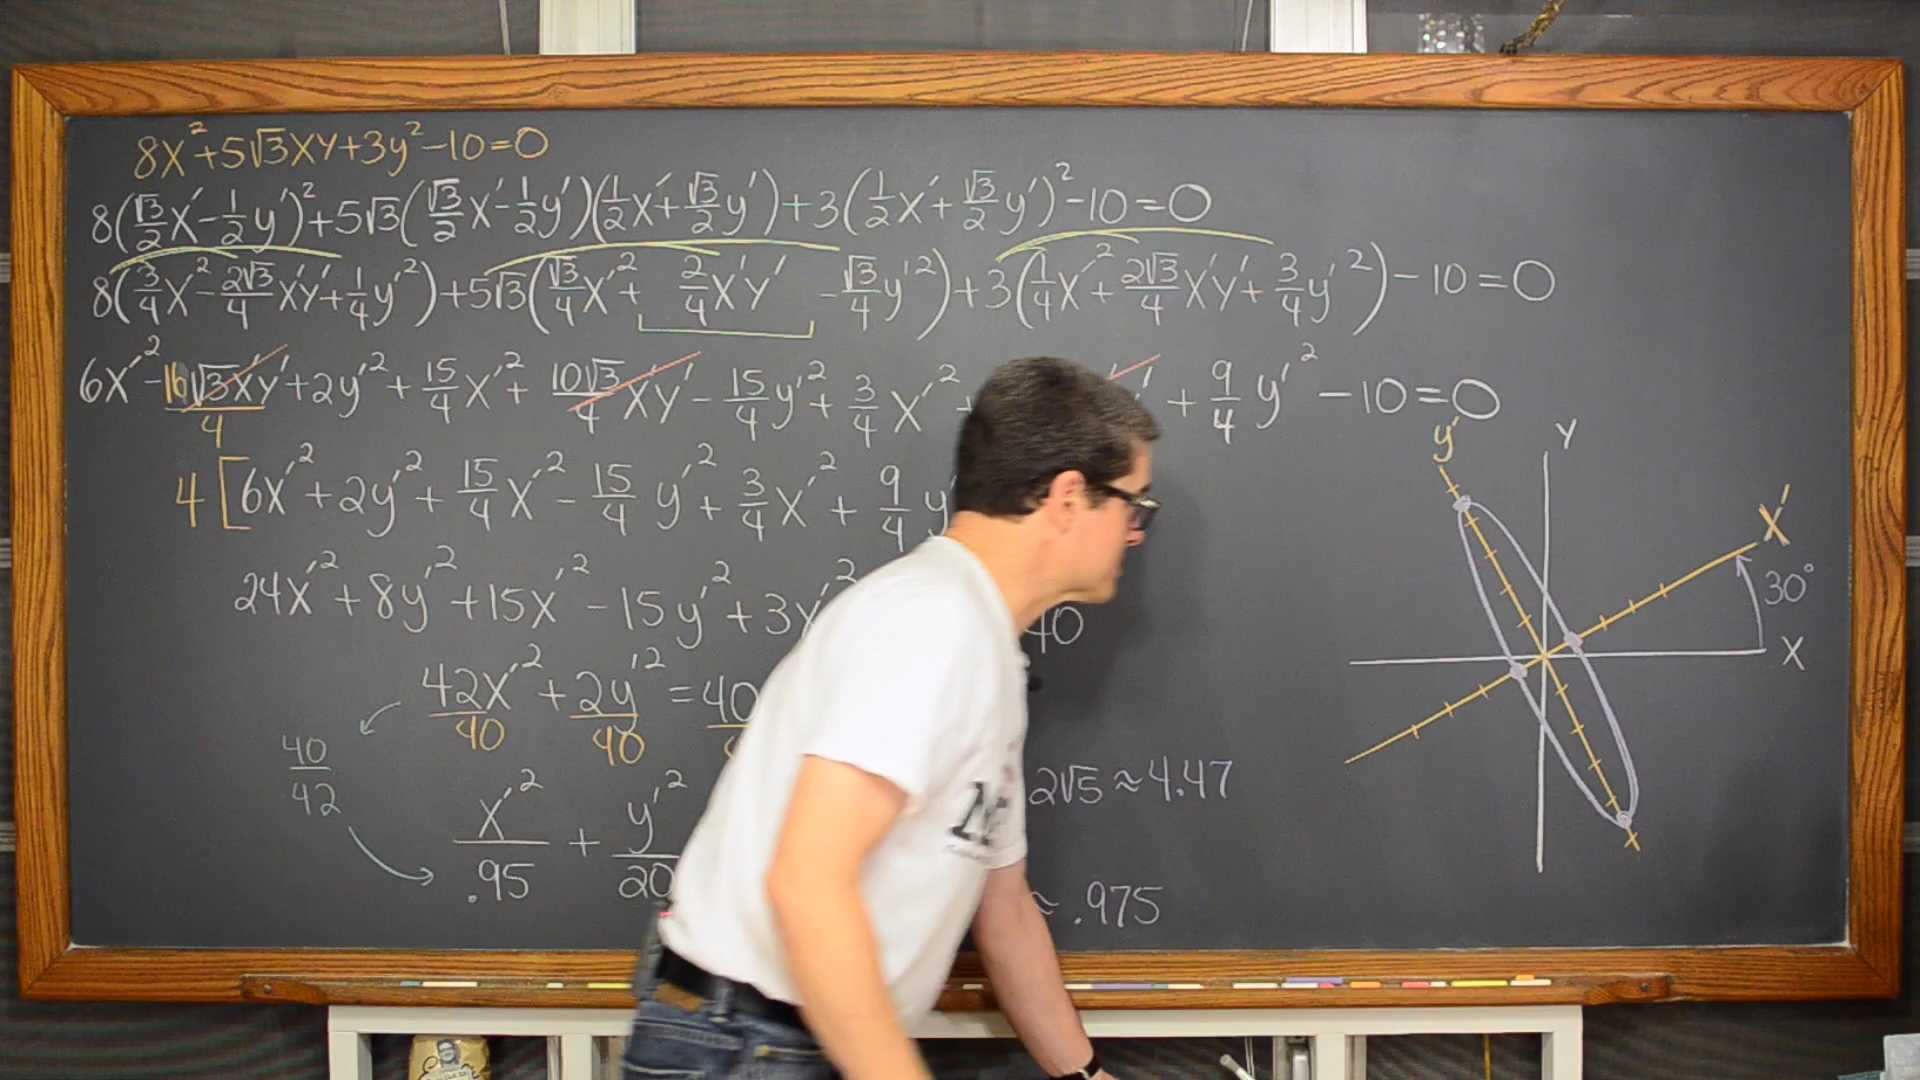 8x²+5√3xy+3y²-10=0
8(√3/2 x'-1/2 y')²+5√3(√3/2 x'-1/2 y')(1/2 x'+√3/2 y')+3(1/2 x'+√3/2 y')²-10=0
8(3/4 x'²-2√3/4 x'y'+1/4 y'²)+5√3(√3/4 x'²+ 2/4 x'y' -√3/4 y'²)+3(1/4 x'²+2√3/4 x'y'+3/4 y'²)-10=0
6x'²-16√3x'y'/4+2y'²+15/4 x'²+10√3/4 x'y'-15/4 y'²+3/4 x'²+ +9/4 y'²-10=0
4[6x'²+2y'²+15/4 x'²-15/4 y'²+3/4 x'²+9/4 y
24x'²+8y'²+15x'²-15y'²+3x'² 40
42x'²/40+2y'²/40=40
40/42
x'²/.95+y'²/20
2√5≈4.47
≈.975
y'
y
x'
30°
x